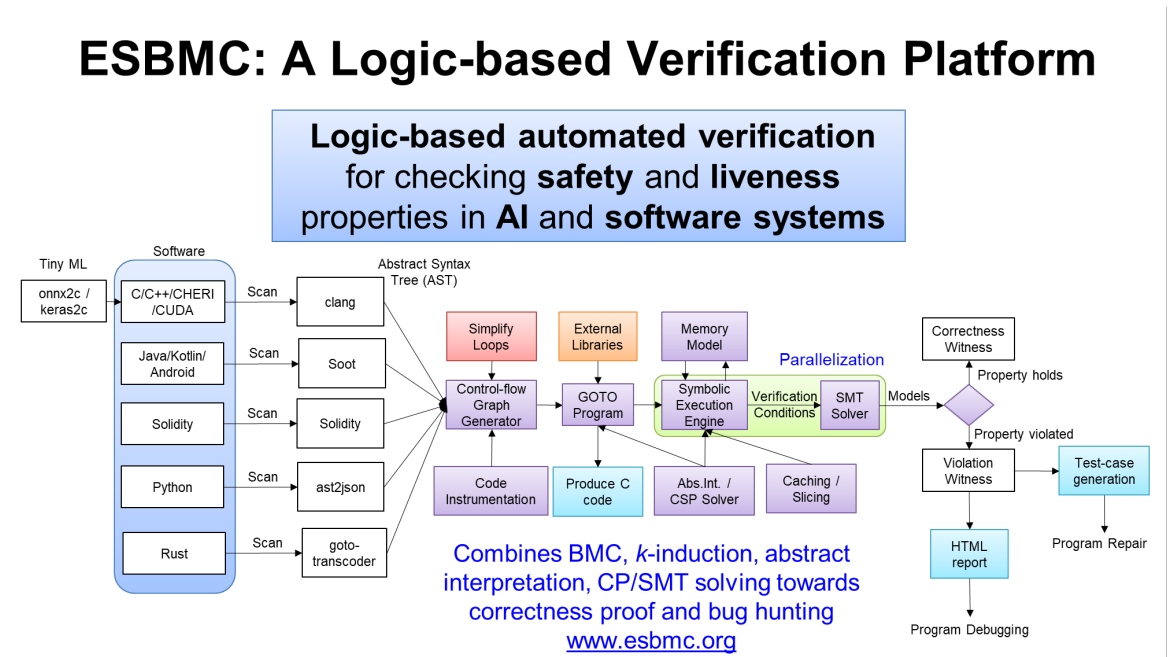 ESBMC: A Logic-based Verification Platform
Logic-based automated verification
for checking safety and liveness
properties in AI and software systems
Tiny ML
onnx2c /
keras2c
Software
C/C++/CHERI
/CUDA
Java/Kotlin/
Android
Solidity
Python
Rust
Scan
Scan
Scan
Scan
Scan
Abstract Syntax
Tree (AST)
clang
Soot
Solidity
ast2json
goto-
transcoder
Simplify
Loops
Control-flow
Graph
Generator
Code
Instrumentation
External
Libraries
GOTO
Program
Produce C
code
Memory
Model
Parallelization
Symbolic
Execution
Engine
Verification
Conditions
SMT
Solver
Abs.Int. /
CSP Solver
Caching /
Slicing
Models
Correctness
Witness
Property holds
Property violated
Violation
Witness
Test-case
generation
Program Repair
HTML
report
Program Debugging
Combines BMC, k-induction, abstract
interpretation, CP/SMT solving towards
correctness proof and bug hunting
www.esbmc.org